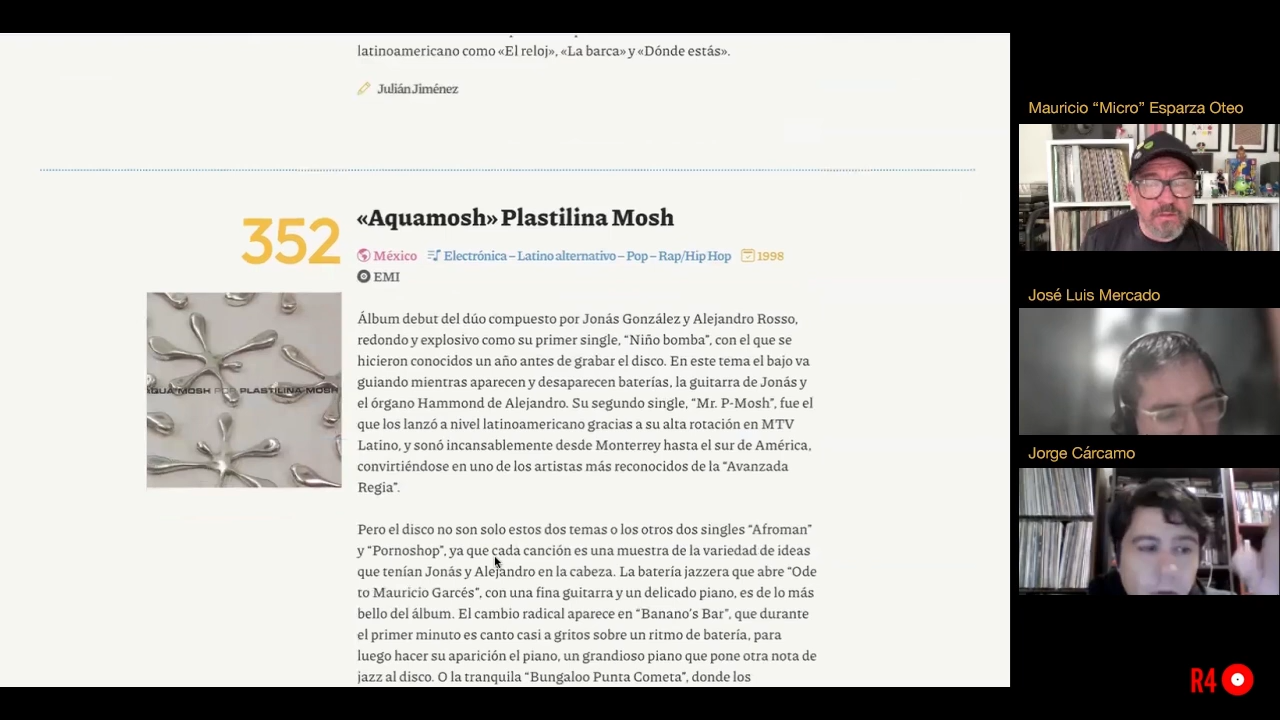 latinoamericano como «El reloj», «La barca» y «Dónde estás».
Julián Jiménez
352
«Aquamosh» Plastilina Mosh
México Electrónica – Latino alternativo – Pop – Rap/Hip Hop 1998
EMI
AQUA MOSH POR PLASTILINA MOSH
Álbum debut del dúo compuesto por Jonás González y Alejandro Rosso,
redondo y explosivo como su primer single, “Niño bomba”, con el que se
hicieron conocidos un año antes de grabar el disco. En este tema el bajo va
guiando mientras aparecen y desaparecen baterías, la guitarra de Jonás y
el órgano Hammond de Alejandro. Su segundo single, “Mr. P-Mosh”, fue el
que los lanzó a nivel latinoamericano gracias a su alta rotación en MTV
Latino, y sonó incansablemente desde Monterrey hasta el sur de América,
convirtiéndose en uno de los artistas más reconocidos de la “Avanzada
Regia”.
Pero el disco no son solo estos dos temas o los otros dos singles “Afroman”
y “Pornoshop”, ya que cada canción es una muestra de la variedad de ideas
que tenían Jonás y Alejandro en la cabeza. La batería jazzera que abre “Ode
to Mauricio Garcés”, con una fina guitarra y un delicado piano, es de lo más
bello del álbum. El cambio radical aparece en “Banano’s Bar”, que durante
el primer minuto es canto casi a gritos sobre un ritmo de batería, para
luego hacer su aparición el piano, un grandioso piano que pone otra nota de
jazz al disco. O la tranquila “Bungaloo Punta Cometa”, donde los
Mauricio “Micro” Esparza Oteo
José Luis Mercado
Jorge Cárcamo
R4